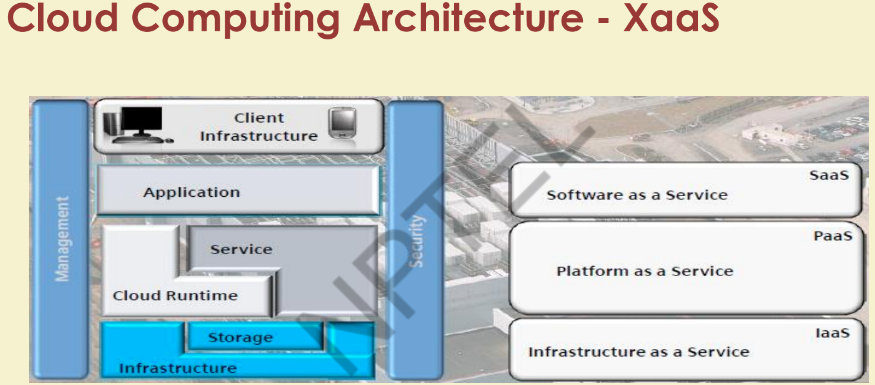 Cloud Computing Architecture - XaaS
Management
Client
Infrastructure
Application
Service
Cloud Runtime
Storage
Infrastructure
Security
SaaS
Software as a Service
PaaS
Platform as a Service
IaaS
Infrastructure as a Service
NPTEL